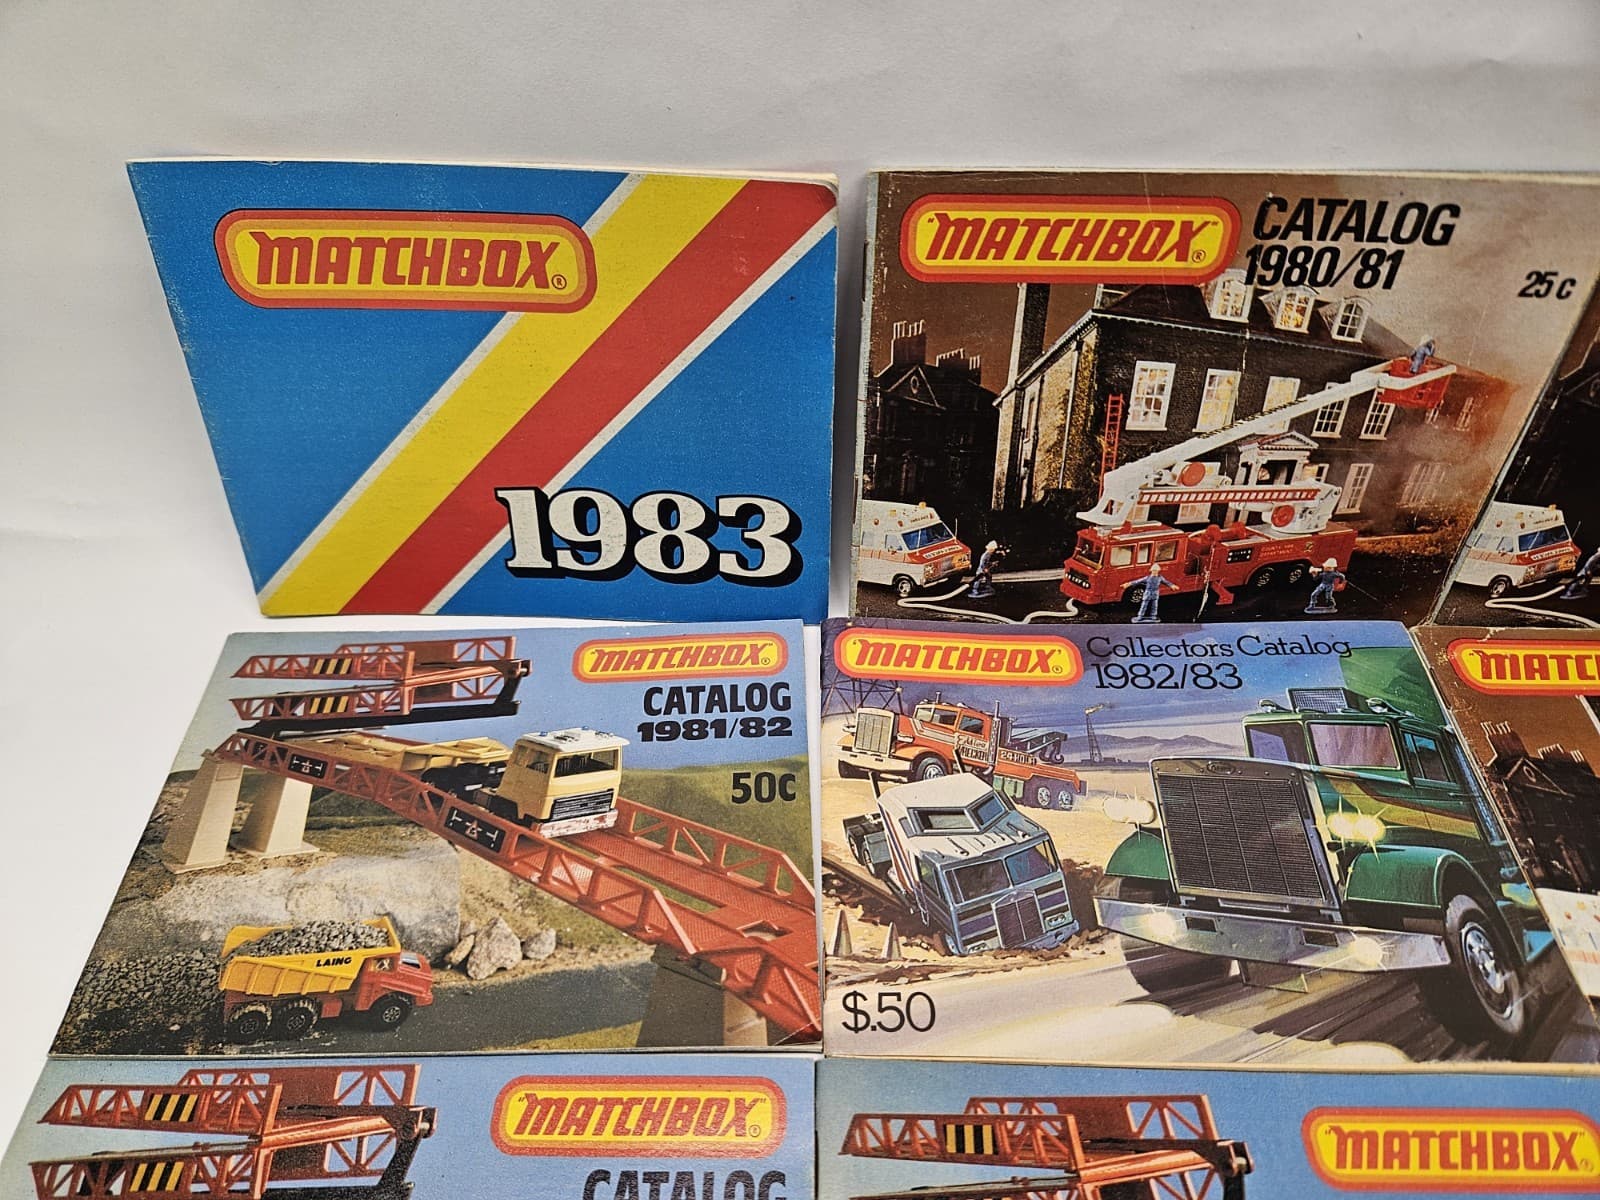 MATCHBOX®
1983
"MATCHBOX"®
CATALOG
1980/81
25c
"MATCHBOX"®
CATALOG
1981/82
50C
LAING
"MATCHBOX"®
Collectors Catalog
1982/83
$.50
"MATCHBOX"®
CATALOG
"MATCHBOX"®